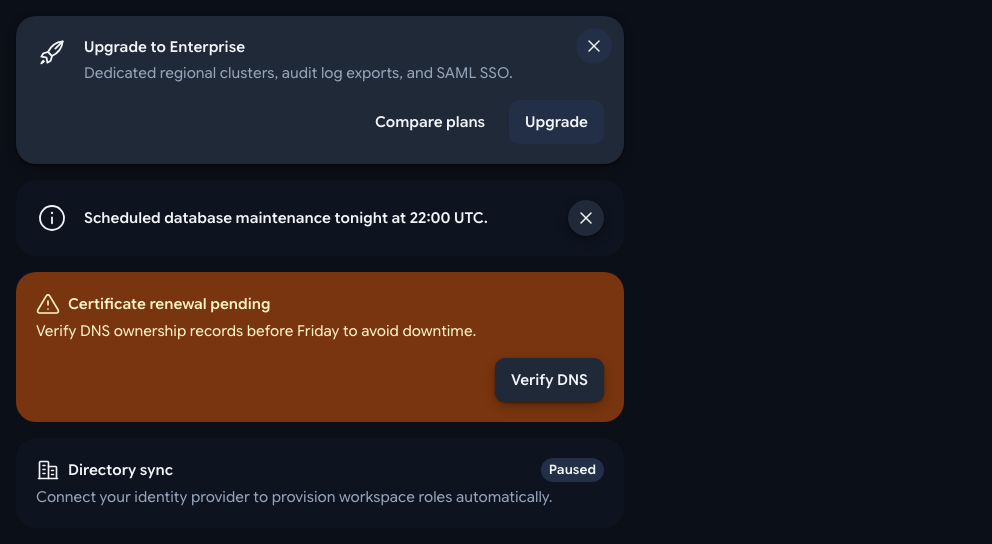 Upgrade to Enterprise
Dedicated regional clusters, audit log exports, and SAML SSO.
Compare plans
Upgrade
Scheduled database maintenance tonight at 22:00 UTC.
Certificate renewal pending
Verify DNS ownership records before Friday to avoid downtime.
Verify DNS
Directory sync
Paused
Connect your identity provider to provision workspace roles automatically.